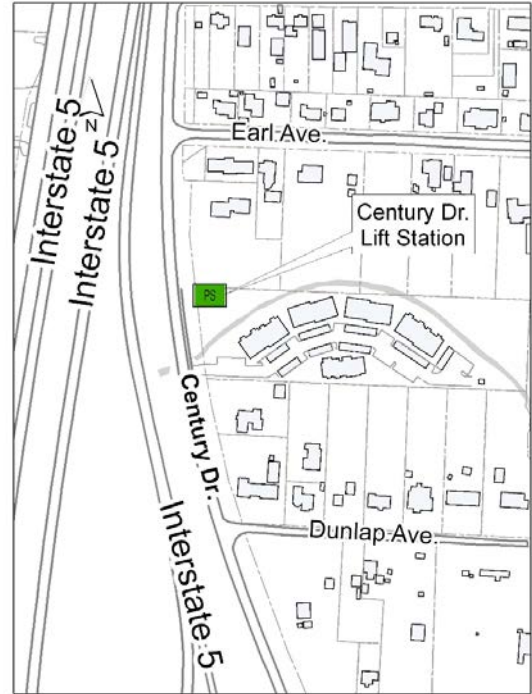 Interstate 5
Interstate 5
N
Earl Ave.
Century Dr.
Lift Station
PS
Century Dr.
Interstate 5
Dunlap Ave.